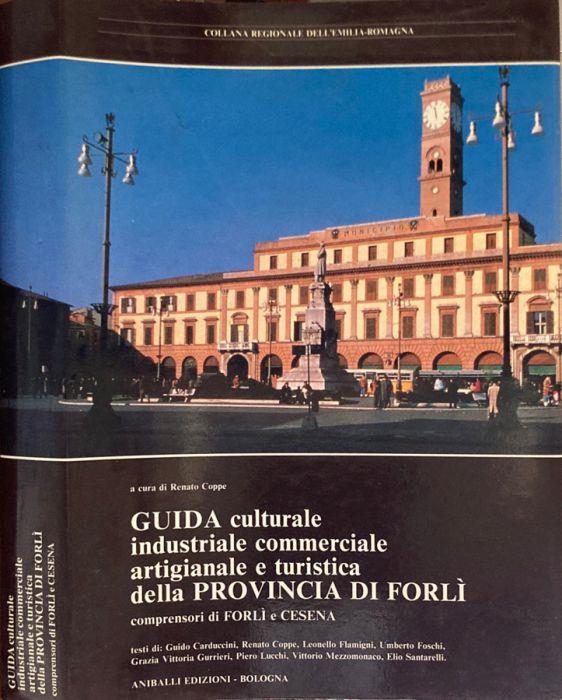 COLLANA REGIONALE DELL'EMILIA-ROMAGNA
MUNICIPIO
a cura di Renato Coppe
GUIDA culturale
industriale commerciale
artigianale e turistica
della PROVINCIA DI FORLÌ
comprensori di FORLÌ e CESENA
testi di: Guido Carduccini, Renato Coppe, Leonello Flamigni, Umberto Foschi,
Grazia Vittoria Gurrieri, Piero Lucchi, Vittorio Mezzomonaco, Elio Santarelli.
ANIBALLI EDIZIONI - BOLOGNA
GUIDA culturale
industriale commerciale
artigianale e turistica
della PROVINCIA DI FORLÌ
comprensori di FORLÌ e CESENA